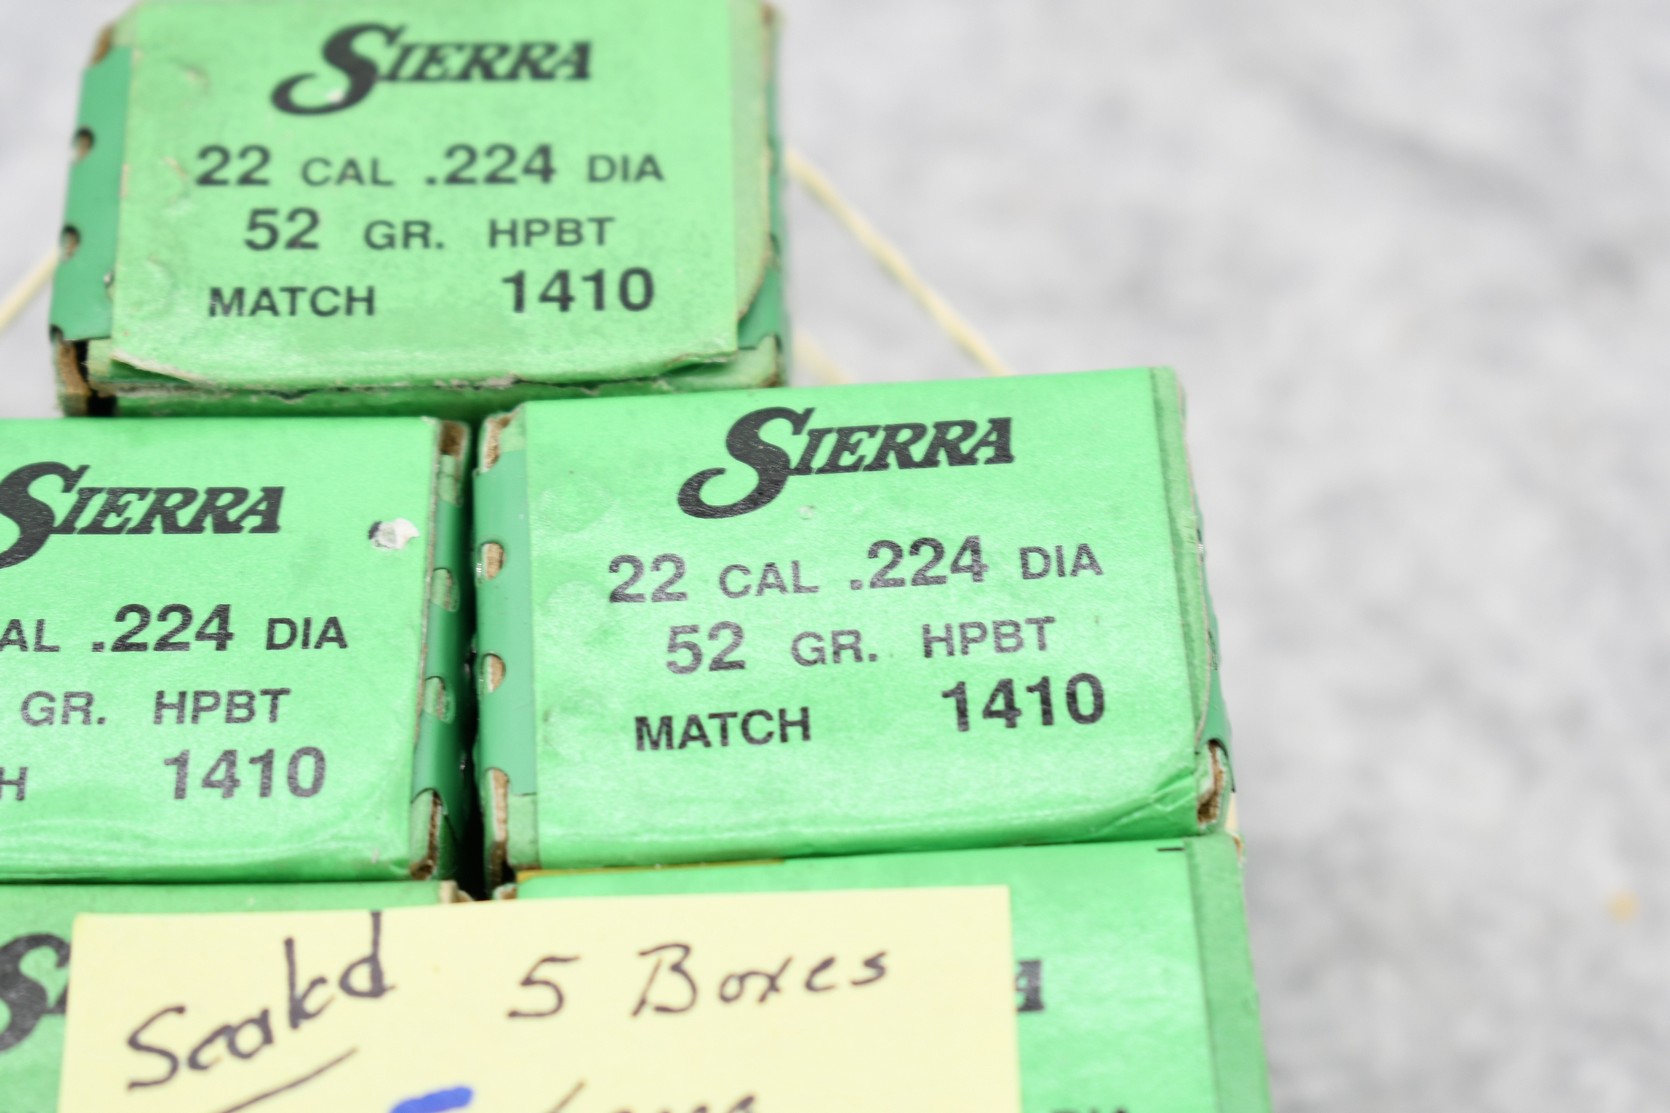 SIERRA
22 CAL .224 DIA
52 GR. HPBT
MATCH 1410
SIERRA
AL .224 DIA
GR. HPBT
H 1410
SIERRA
22 CAL .224 DIA
52 GR. HPBT
MATCH 1410
5 Boxes